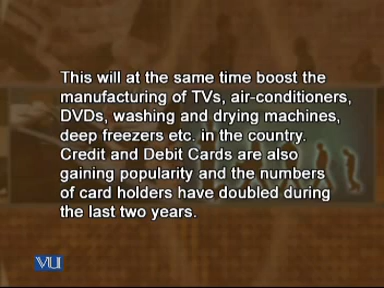 This will at the same time boost the
manufacturing of TVs, air-conditioners,
DVDs, washing and drying machines,
deep freezers etc. in the country.
Credit and Debit Cards are also
gaining popularity and the numbers
of card holders have doubled during
the last two years.
VU